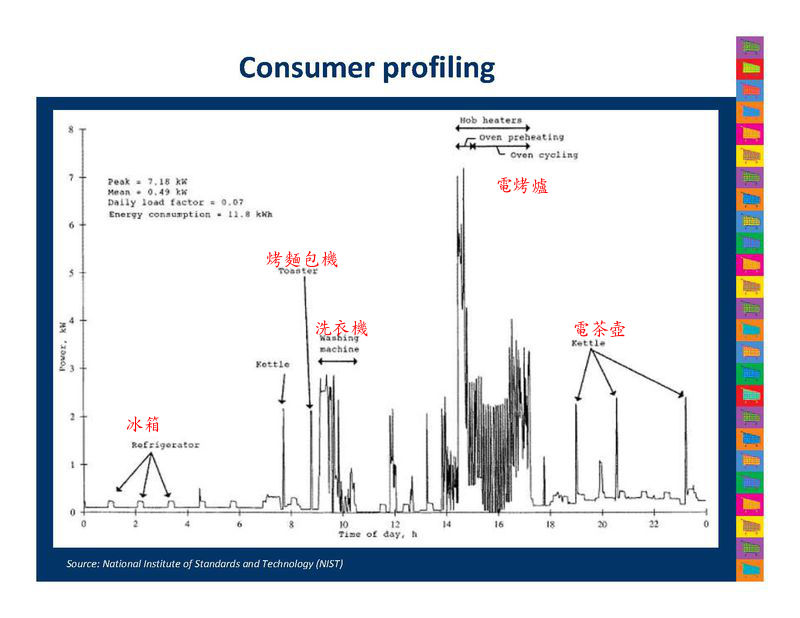 Consumer profiling
Hob heaters
Oven preheating
Oven cycling
電烤爐
Peak = 7.18 kW
Mean = 0.49 kW
Daily load factor = 0.07
Energy consumption = 11.8 kWh
烤麵包機
Toaster
洗衣機
Washing
machine
電茶壺
Kettle
Kettle
冰箱
Refrigerator
Power, kW
8
7
6
5
4
3
2
1
0
0 2 4 6 8 10 12 14 16 18 20 22 0
Time of day, h
Source: National Institute of Standards and Technology (NIST)